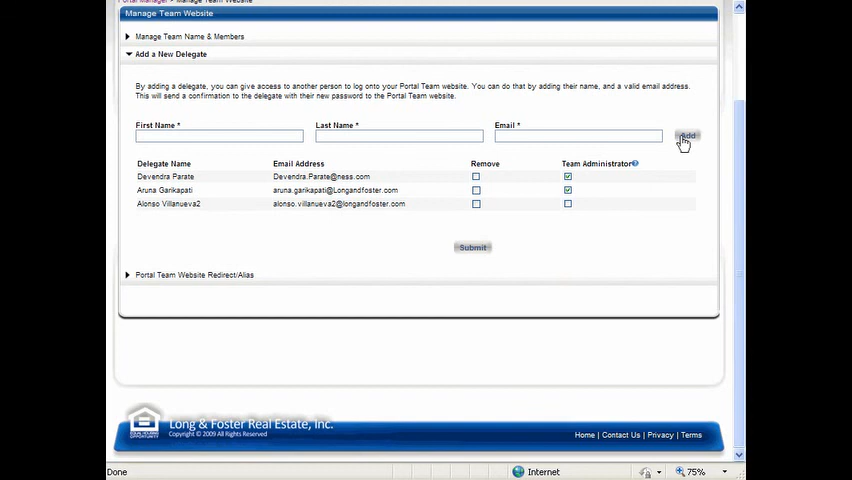 Portal Manager > Manage Team Website
Manage Team Website
Manage Team Name & Members
Add a New Delegate
By adding a delegate, you can give access to another person to log onto your Portal Team website. You can do that by adding their name, and a valid email address.
This will send a confirmation to the delegate with their new password to the Portal Team website.
First Name * Last Name * Email *
Add
Delegate Name Email Address Remove Team Administrator
Devendra Parate Devendra.Parate@ness.com
Aruna Garikapati aruna.garikapati@Longandfoster.com
Alonso Villanueva2 alonso.villanueva2@longandfoster.com
Submit
Portal Team Website Redirect/Alias
EQUAL HOUSING
OPPORTUNITY
Long & Foster Real Estate, Inc.
Copyright © 2009 All Rights Reserved
Home | Contact Us | Privacy | Terms
Done Internet 75%